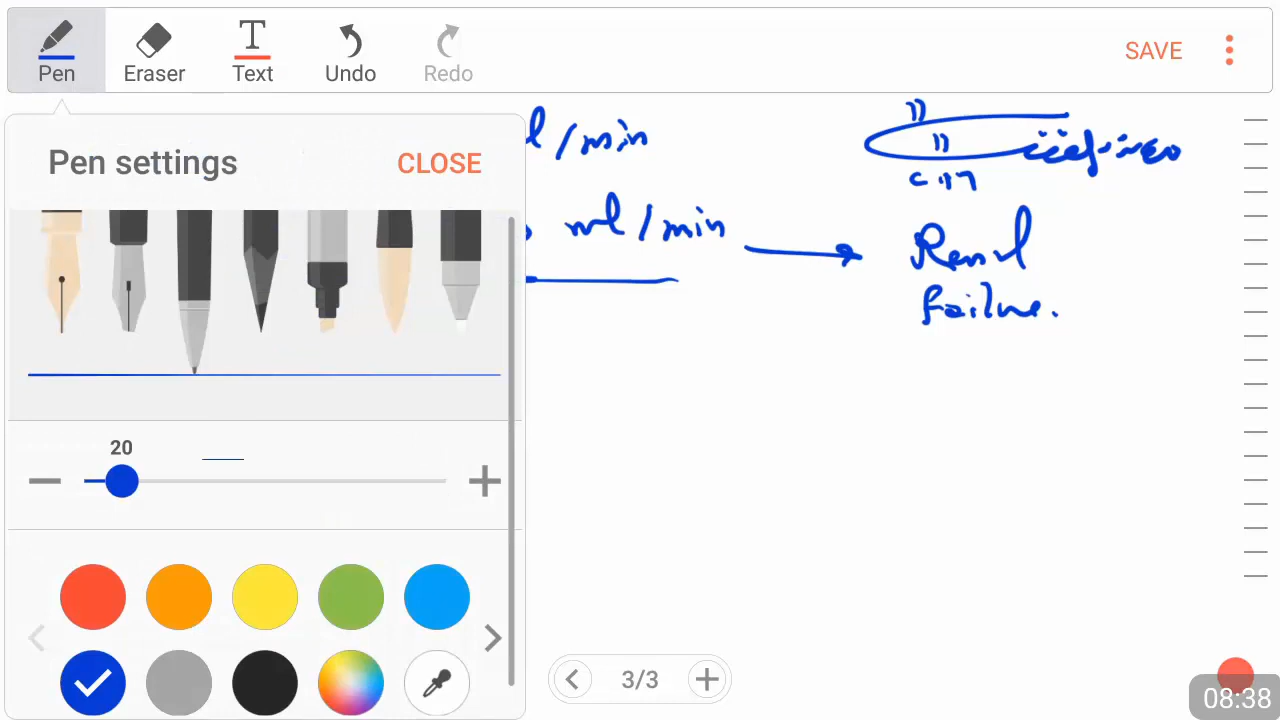 Pen Eraser Text Undo Redo SAVE
Pen settings CLOSE
l/min
ml/min
Renal
failure.
20
3/3
08:38